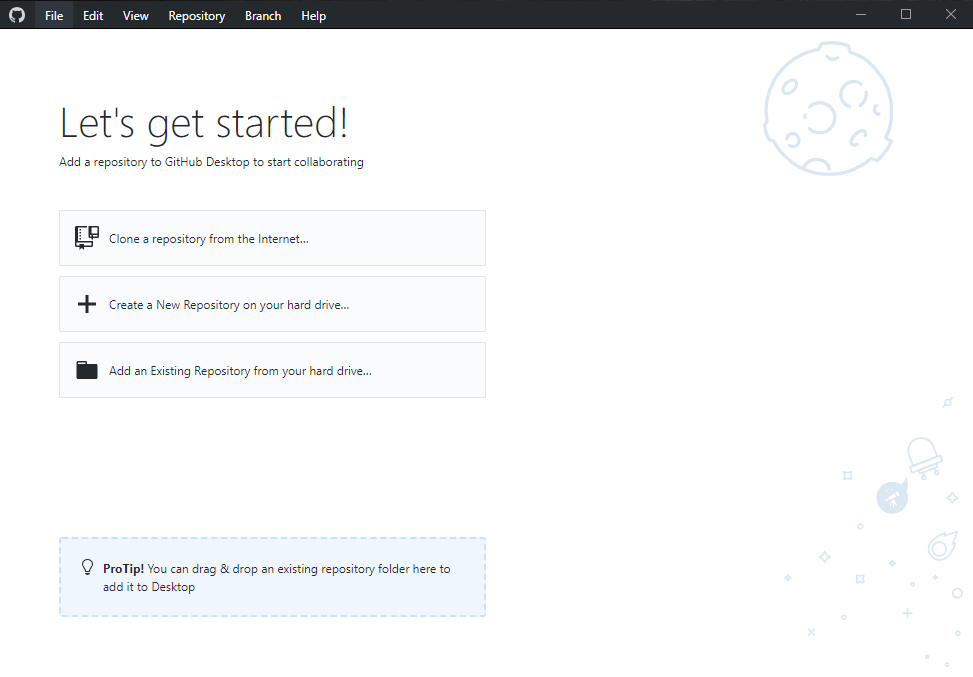 File Edit View Repository Branch Help
Let's get started!
Add a repository to GitHub Desktop to start collaborating
Clone a repository from the Internet...
Create a New Repository on your hard drive...
Add an Existing Repository from your hard drive...
ProTip! You can drag & drop an existing repository folder here to
add it to Desktop